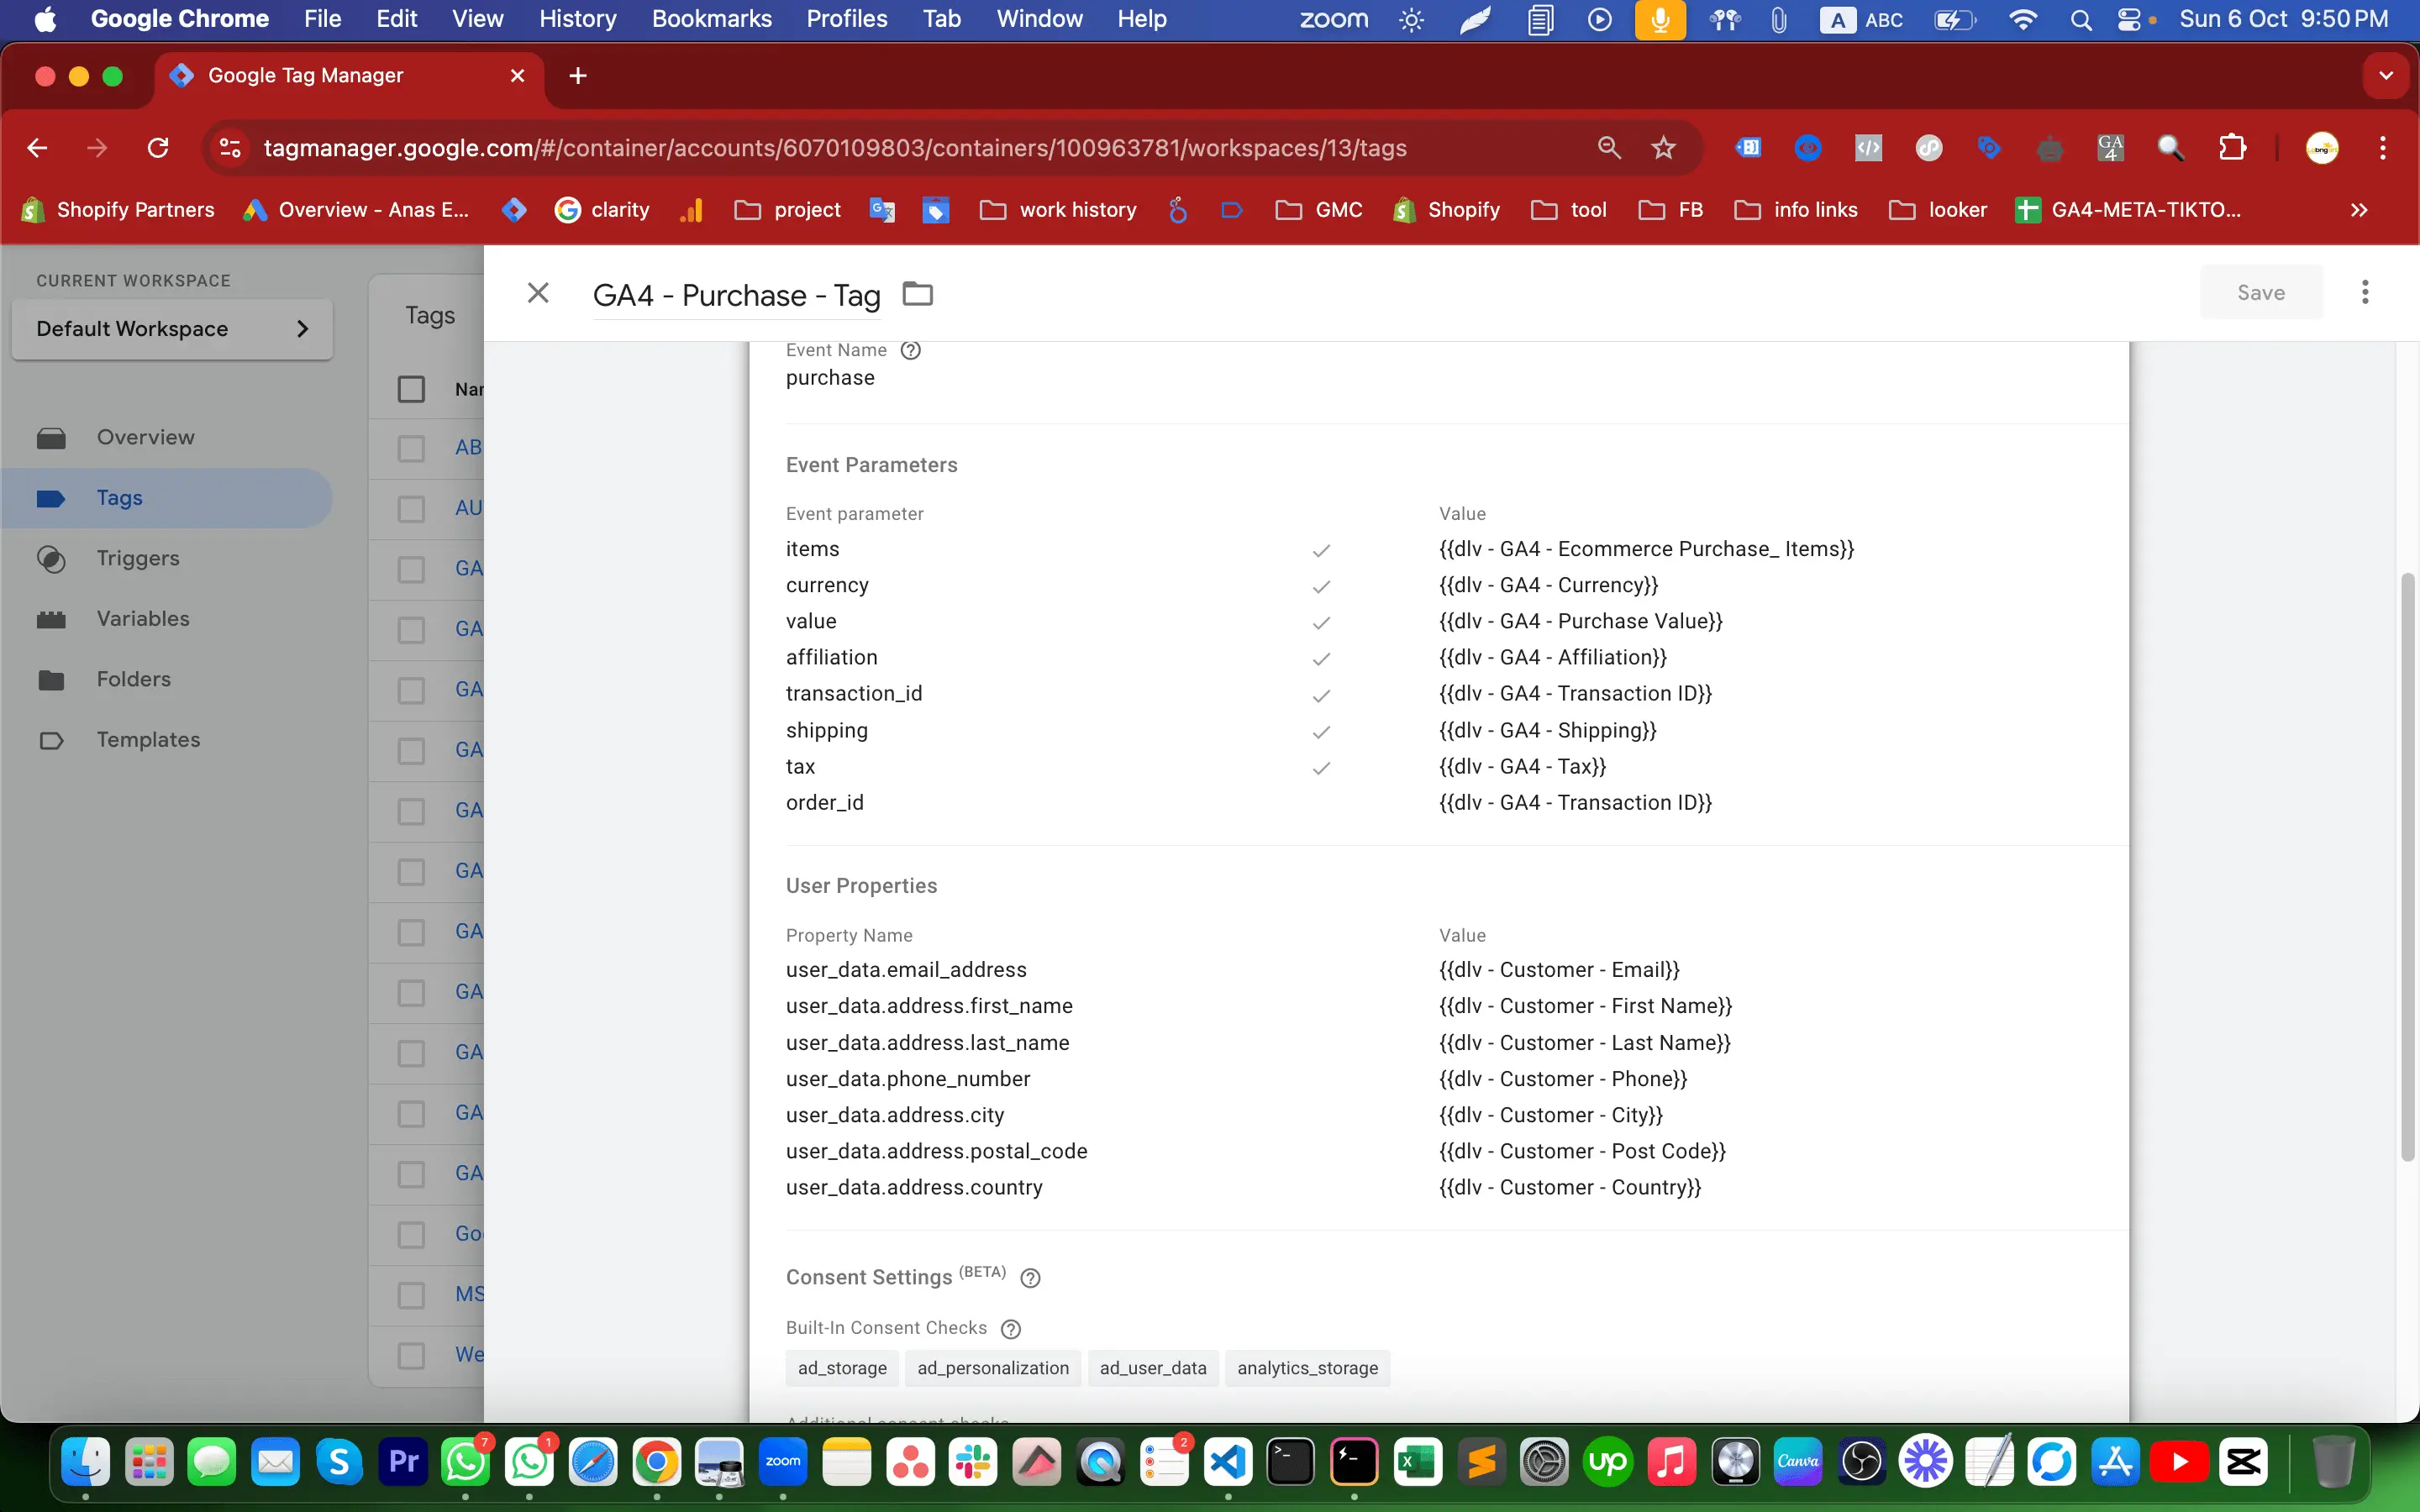 Google Chrome File Edit View History Bookmarks Profiles Tab Window Help zoom A ABC Sun 6 Oct 9:50 PM
Google Tag Manager
tagmanager.google.com/#/container/accounts/6070109803/containers/100963781/workspaces/13/tags
GA4
Shopify Partners Overview - Anas E... clarity project work history GMC Shopify tool FB info links looker GA4-META-TIKTO...
CURRENT WORKSPACE
Default Workspace
Overview
Tags
Triggers
Variables
Folders
Templates
Tags
Nar
AB
AU
GA
GA
GA
GA
GA
GA
GA
GA
GA
GA
GA
Go
MS
We
GA4 - Purchase - Tag
Save
Event Name
purchase
Event Parameters
Event parameter Value
items {{dlv - GA4 - Ecommerce Purchase_ Items}}
currency {{dlv - GA4 - Currency}}
value {{dlv - GA4 - Purchase Value}}
affiliation {{dlv - GA4 - Affiliation}}
transaction_id {{dlv - GA4 - Transaction ID}}
shipping {{dlv - GA4 - Shipping}}
tax {{dlv - GA4 - Tax}}
order_id {{dlv - GA4 - Transaction ID}}
User Properties
Property Name Value
user_data.email_address {{dlv - Customer - Email}}
user_data.address.first_name {{dlv - Customer - First Name}}
user_data.address.last_name {{dlv - Customer - Last Name}}
user_data.phone_number {{dlv - Customer - Phone}}
user_data.address.city {{dlv - Customer - City}}
user_data.address.postal_code {{dlv - Customer - Post Code}}
user_data.address.country {{dlv - Customer - Country}}
Consent Settings (BETA)
Built-In Consent Checks
ad_storage ad_personalization ad_user_data analytics_storage
Additional consent checks
Pr 7 1 zoom 2 up Canva